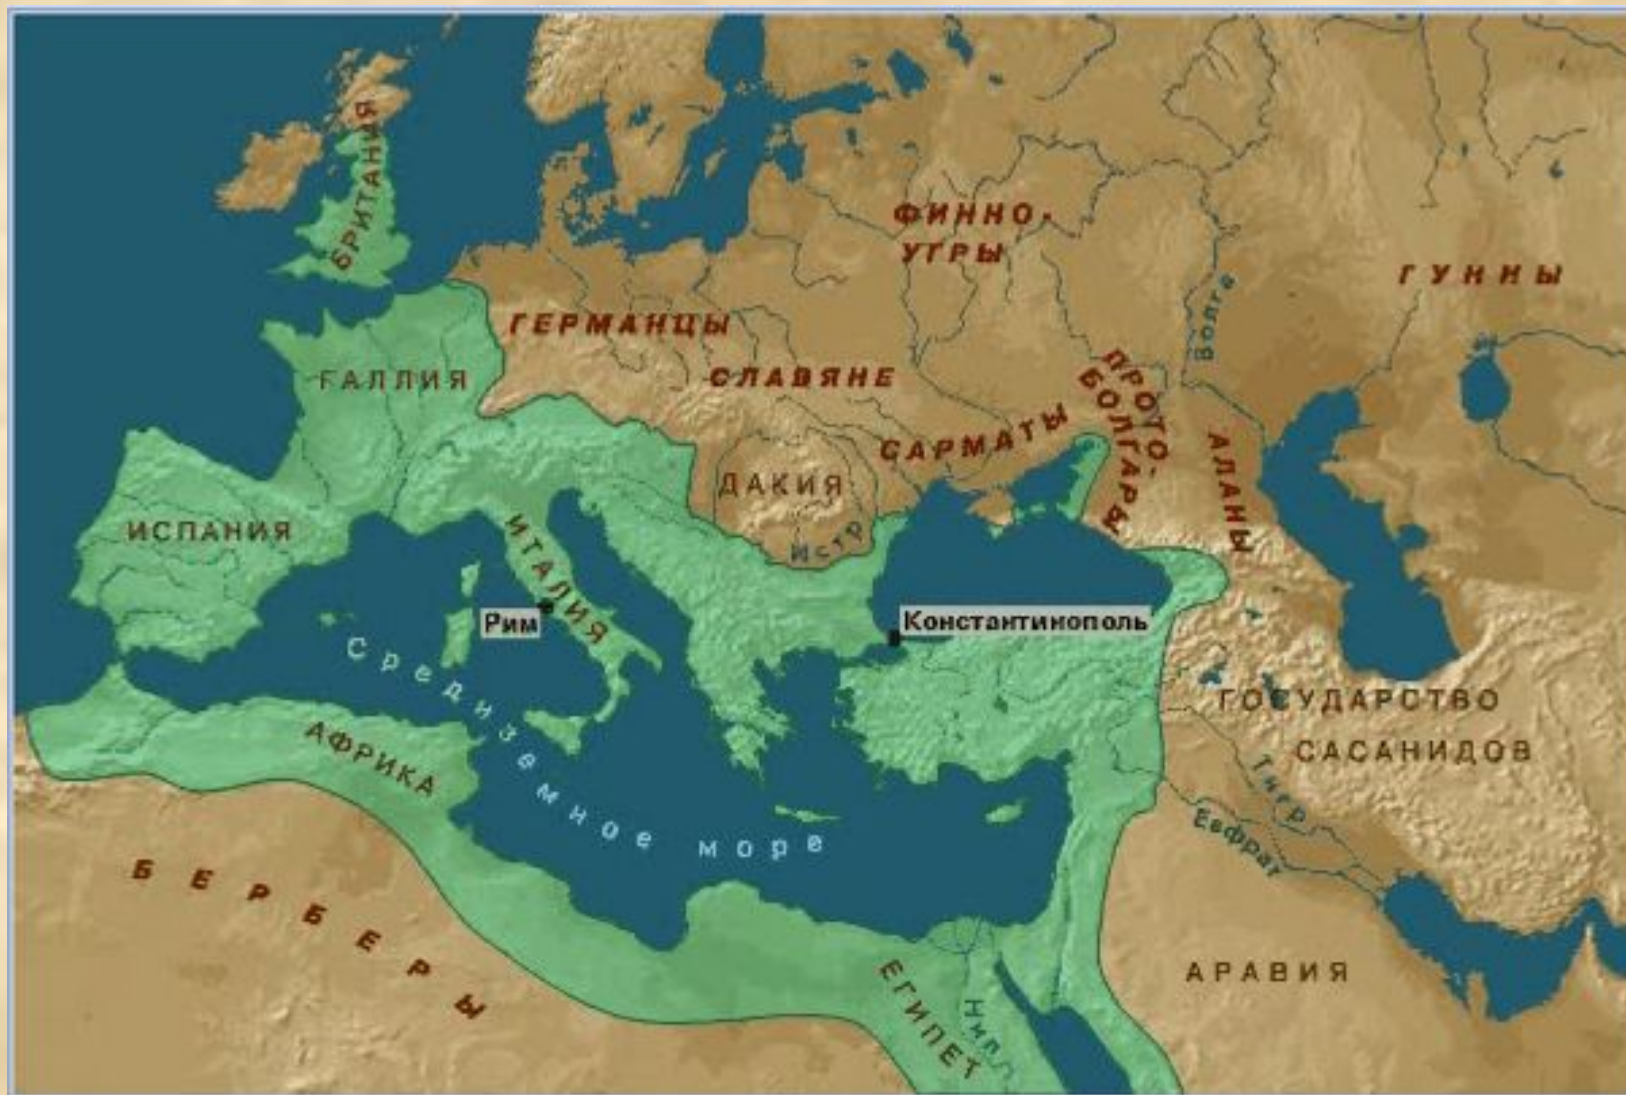 БРИТАНИЯ
ФИННО-
УГРЫ
ГУННЫ
Волга
ГЕРМАНЦЫ
ГАЛЛИЯ
СЛАВЯНЕ
ПРОТО-
БОЛГАРЫ
САРМАТЫ
АЛАНЫ
ДАКИЯ
Истр
ИСПАНИЯ
ИТАЛИЯ
Рим
Константинополь
Средиземное море
ГОСУДАРСТВО
САСАНИДОВ
АФРИКА
Тигр
Евфрат
БЕРБЕРЫ
ЕГИПЕТ
Нил
АРАВИЯ